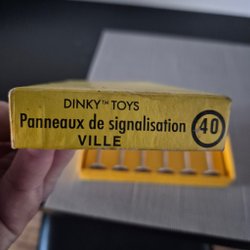 DINKY™ TOYS
Panneaux de signalisation 40
VILLE